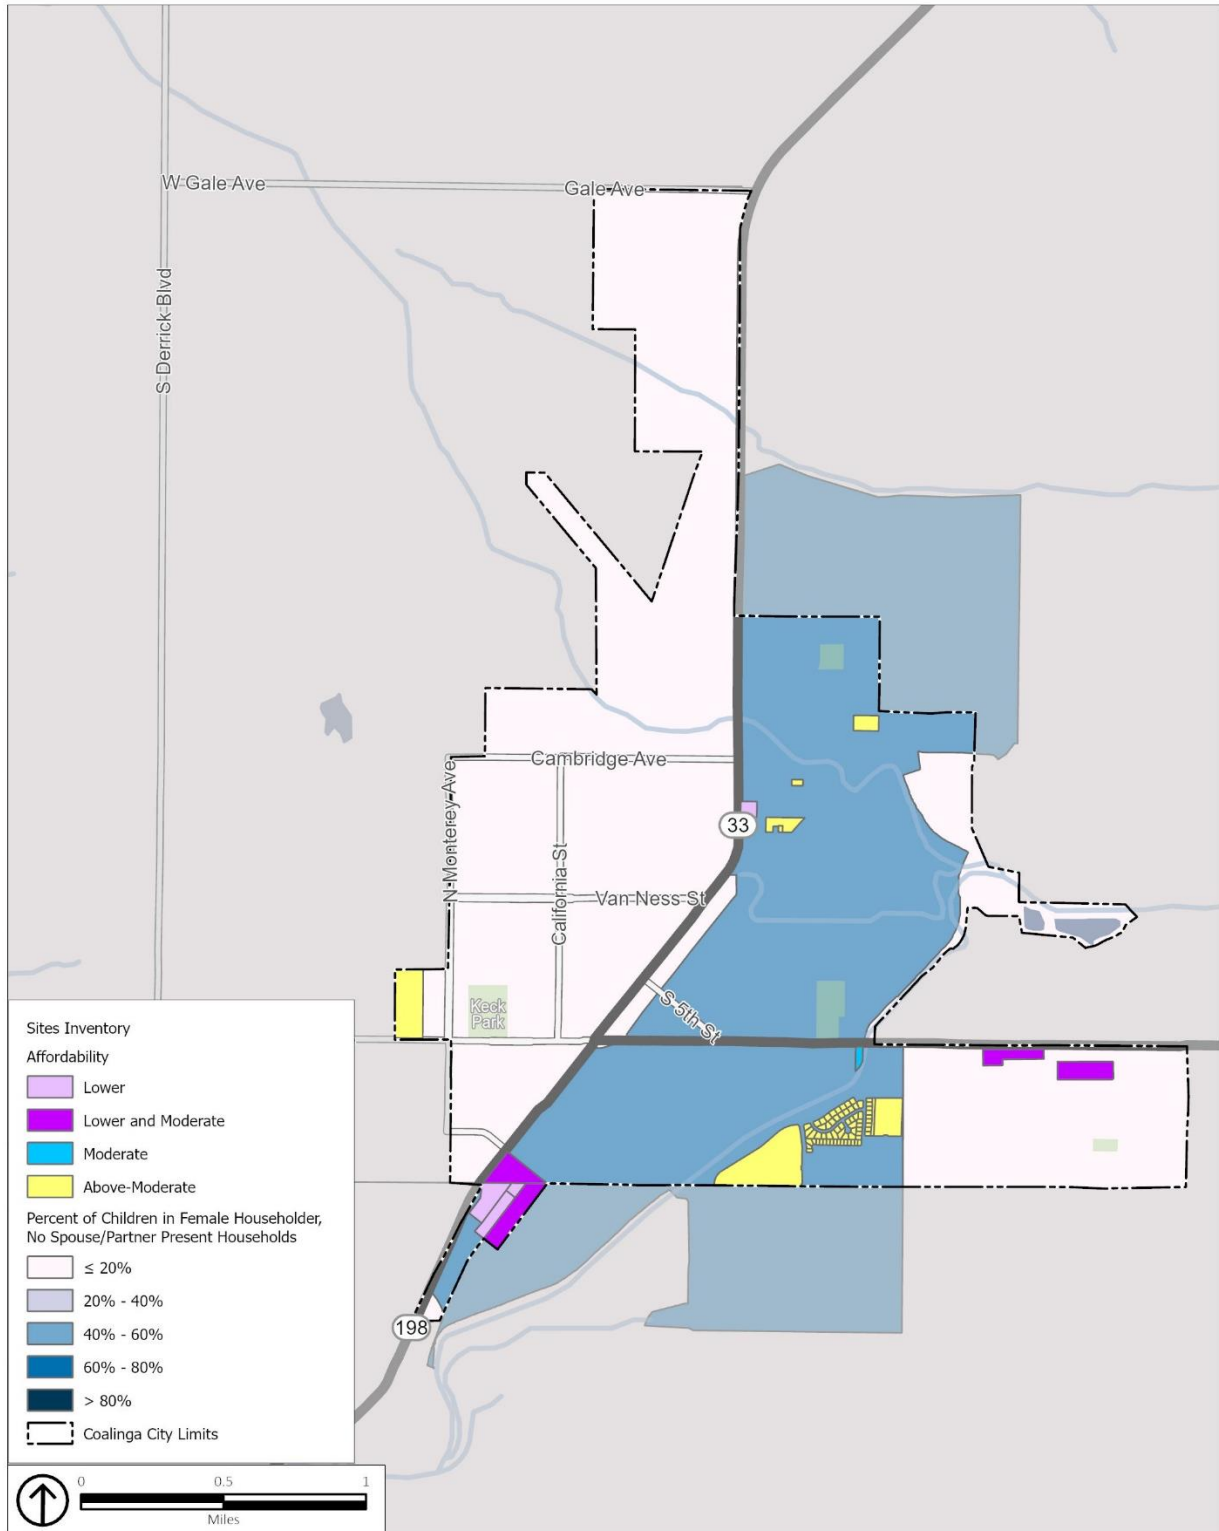 W Gale Ave
Gale Ave
S Derrick Blvd
Cambridge Ave
N Monterey Ave
33
California St
Van Ness St
Keck
Park
S 5th St
198
Sites Inventory
Affordability
Lower
Lower and Moderate
Moderate
Above-Moderate
Percent of Children in Female Householder,
No Spouse/Partner Present Households
≤ 20%
20% - 40%
40% - 60%
60% - 80%
> 80%
Coalinga City Limits
0 0.5 1
Miles